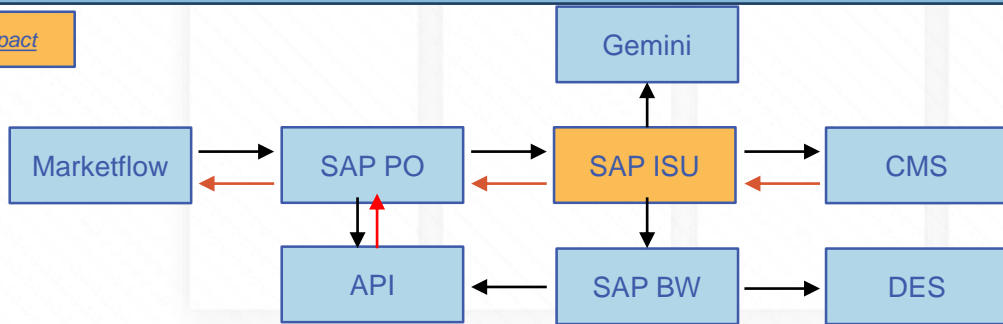 pact
Gemini
Marketflow
SAP PO
SAP ISU
CMS
API
SAP BW
DES